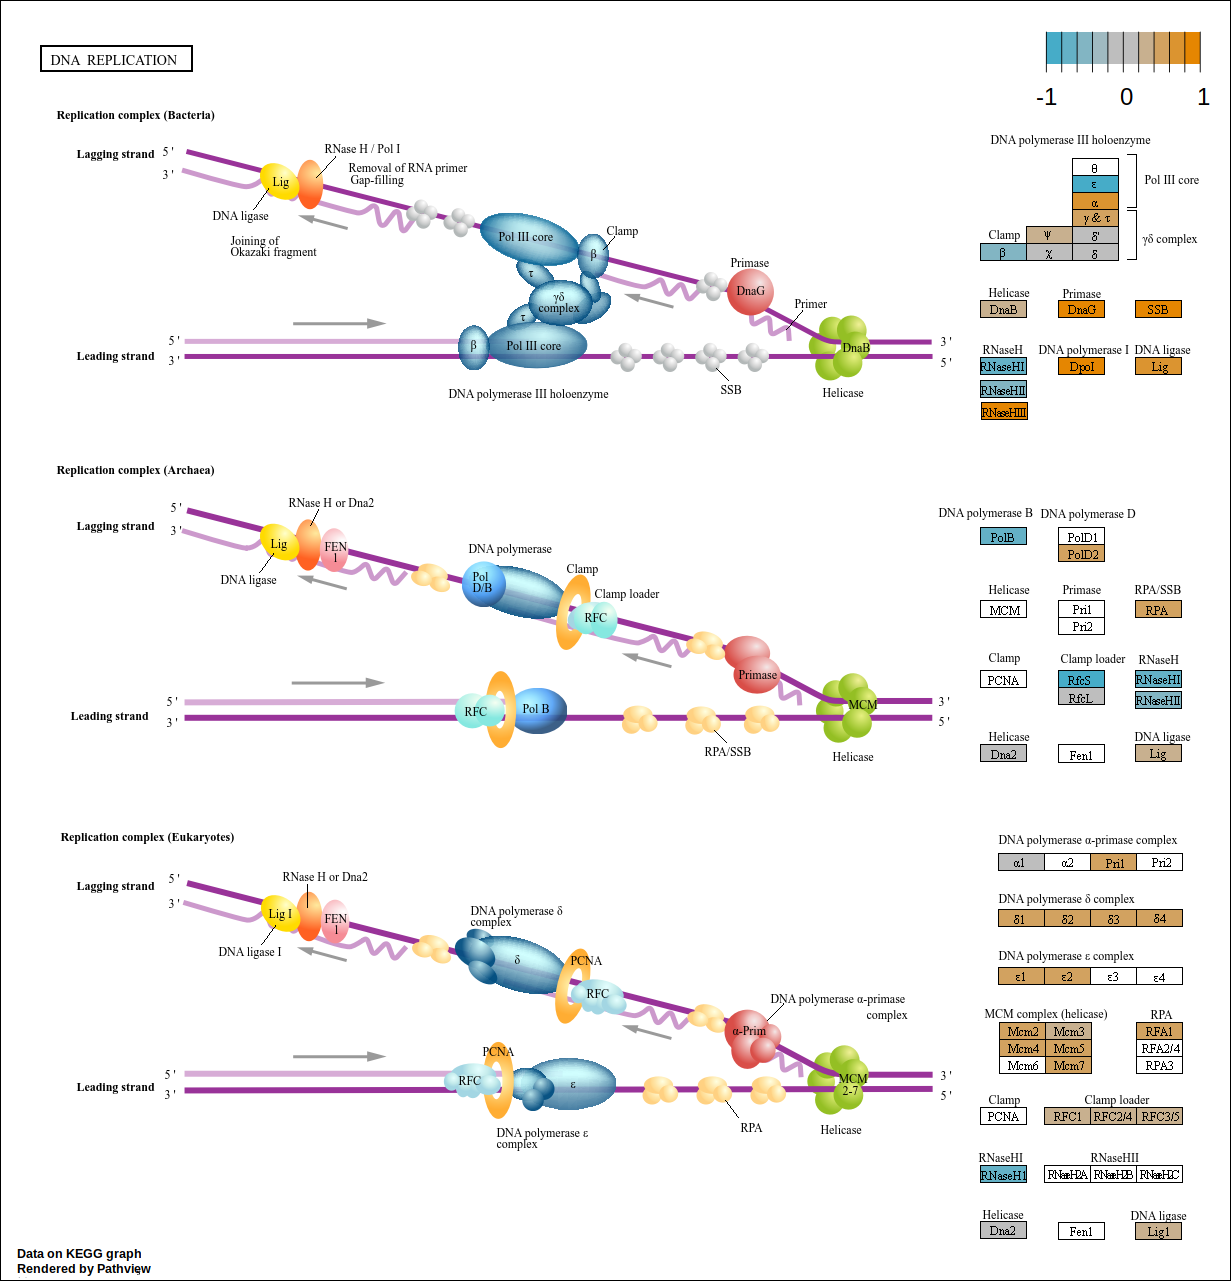 DNA REPLICATION
-1 0 1
Replication complex (Bacteria)
Lagging strand
5 '
3 '
RNase H / Pol I
Removal of RNA primer
Gap-filling
Lig
DNA ligase
Joining of
Okazaki fragment
Pol III core
Clamp
β
τ
γδ
complex
τ
β
Pol III core
Primase
DnaG
Primer
DnaB
Helicase
SSB
DNA polymerase III holoenzyme
5 '
3 '
Leading strand
3 '
5 '
DNA polymerase III holoenzyme
θ
ε
α
Pol III core
γ & τ
Clamp
ψ
δ'
β
χ
δ
γδ complex
Helicase
DnaB
Primase
DnaG
SSB
RNaseH
DNA polymerase I
DNA ligase
RNaseHI
DpoI
Lig
RNaseHII
RNaseHIII
Replication complex (Archaea)
Lagging strand
5 '
3 '
RNase H or Dna2
Lig
FEN
1
DNA ligase
DNA polymerase
Pol
D/B
Clamp
Clamp loader
RFC
Primase
MCM
Helicase
5 '
3 '
Leading strand
RFC
Pol B
RPA/SSB
3 '
5 '
DNA polymerase B
DNA polymerase D
PolB
PolD1
PolD2
Helicase
Primase
RPA/SSB
MCM
Pri1
Pri2
RPA
Clamp
Clamp loader
RNaseH
PCNA
RfcS
RfcL
RNaseHI
RNaseHII
Helicase
DNA ligase
Dna2
Fen1
Lig
Replication complex (Eukaryotes)
Lagging strand
5 '
3 '
RNase H or Dna2
Lig I
FEN
1
DNA ligase I
DNA polymerase δ
complex
δ
PCNA
RFC
DNA polymerase α-primase
complex
α-Prim
MCM
2-7
Helicase
5 '
3 '
Leading strand
PCNA
RFC
ε
DNA polymerase ε
complex
RPA
3 '
5 '
DNA polymerase α-primase complex
α1 α2 Pri1 Pri2
DNA polymerase δ complex
δ1 δ2 δ3 δ4
DNA polymerase ε complex
ε1 ε2 ε3 ε4
MCM complex (helicase)
RPA
Mcm2 Mcm3 RFA1
Mcm4 Mcm5 RFA2/4
Mcm6 Mcm7 RPA3
Clamp
Clamp loader
PCNA RFC1 RFC2/4 RFC3/5
RNaseHI
RNaseHII
RNaseH1 RNaseH2A RNaseH2B RNaseH2C
Helicase
DNA ligase
Dna2 Fen1 Lig1
Data on KEGG graph
Rendered by Pathview